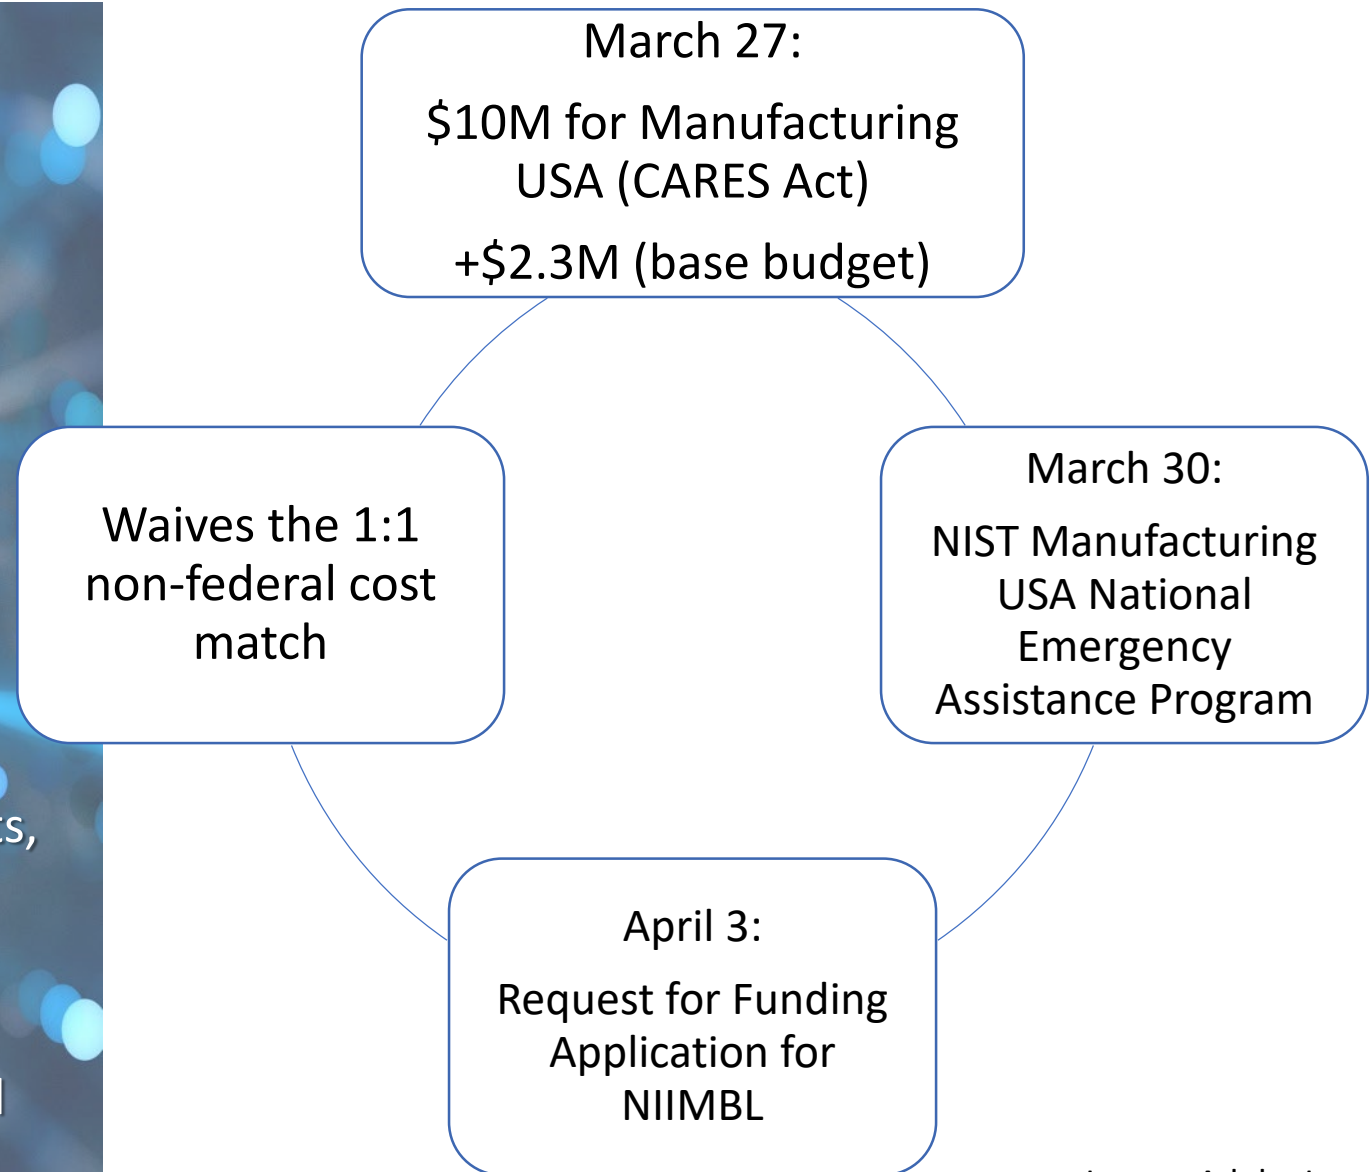 March 27:
$10M for Manufacturing
USA (CARES Act)
+$2.3M (base budget)
March 30:
NIST Manufacturing
USA National
Emergency
Assistance Program
April 3:
Request for Funding
Application for
NIIMBL
Waives the 1:1
non-federal cost
match